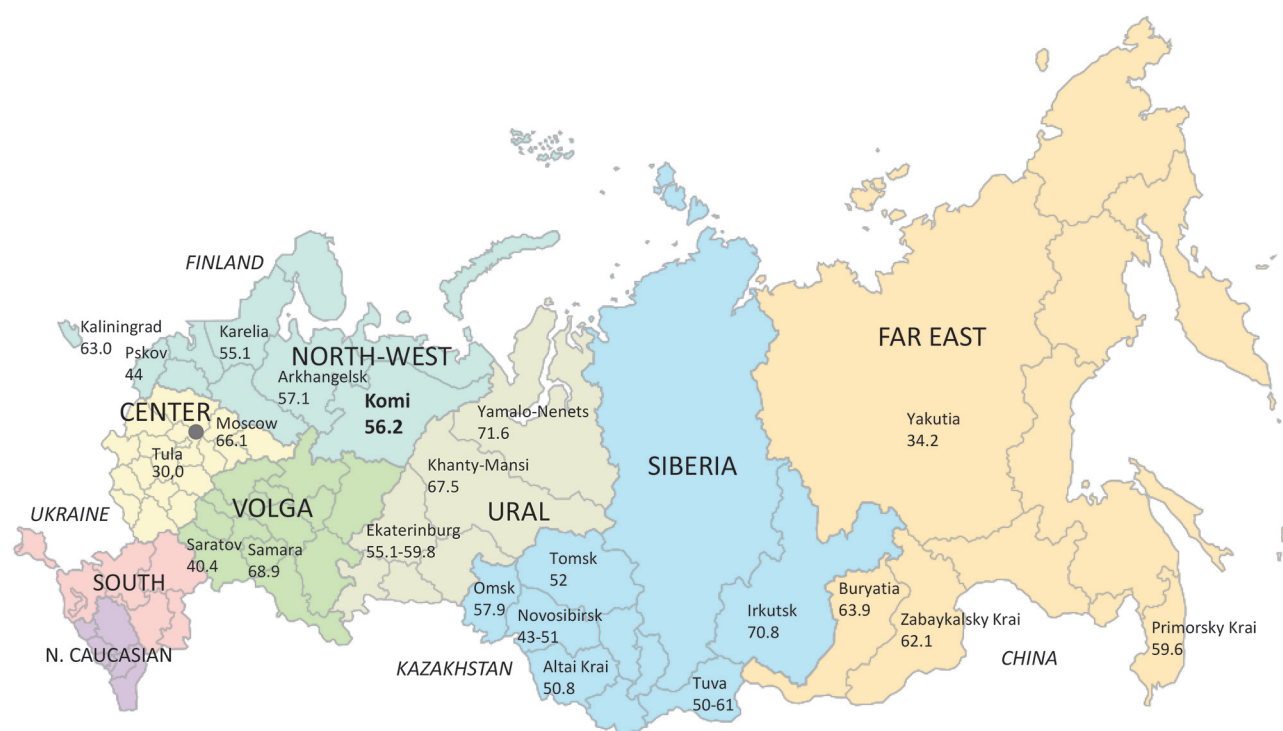 FINLAND
Kaliningrad
63.0
Karelia
55.1
Pskov
44
NORTH-WEST
Arkhangelsk
57.1
Komi
56.2
FAR EAST
CENTER
Moscow
66.1
Tula
30,0
Yamalo-Nenets
71.6
Yakutia
34.2
Khanty-Mansi
67.5
SIBERIA
UKRAINE
VOLGA
URAL
Ekaterinburg
55.1-59.8
Saratov
40.4
Samara
68.9
SOUTH
Tomsk
52
Omsk
57.9
Novosibirsk
43-51
Irkutsk
70.8
Buryatia
63.9
Zabaykalsky Krai
62.1
Primorsky Krai
59.6
N. CAUCASIAN
KAZAKHSTAN
Altai Krai
50.8
Tuva
50-61
CHINA